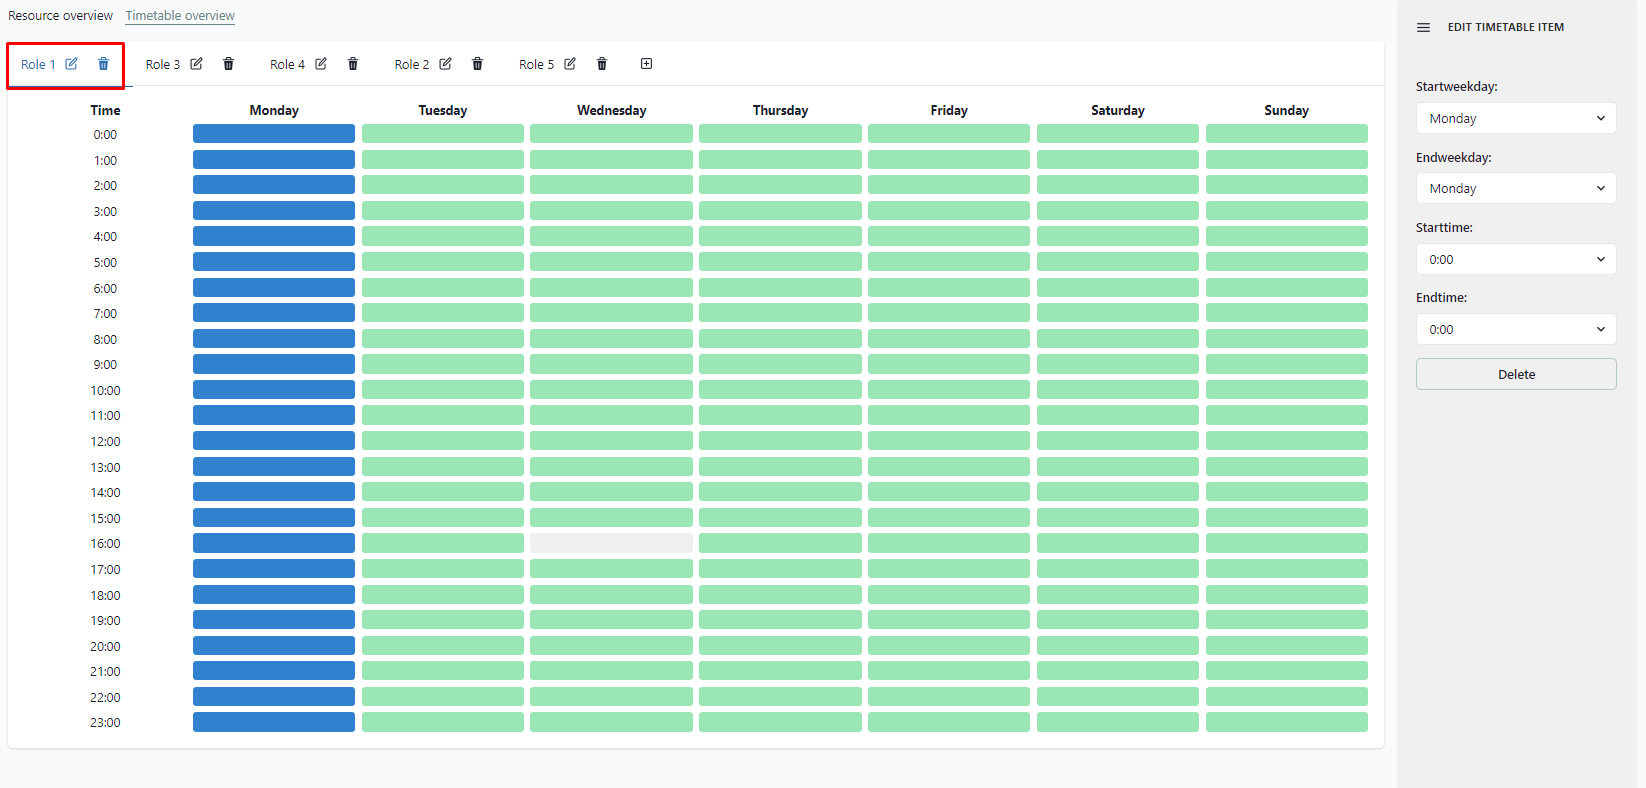 Resource overview Timetable overview
Role 1 Role 3 Role 4 Role 2 Role 5
Time Monday Tuesday Wednesday Thursday Friday Saturday Sunday
0:00
1:00
2:00
3:00
4:00
5:00
6:00
7:00
8:00
9:00
10:00
11:00
12:00
13:00
14:00
15:00
16:00
17:00
18:00
19:00
20:00
21:00
22:00
23:00
EDIT TIMETABLE ITEM
Startweekday:
Monday
Endweekday:
Monday
Starttime:
0:00
Endtime:
0:00
Delete